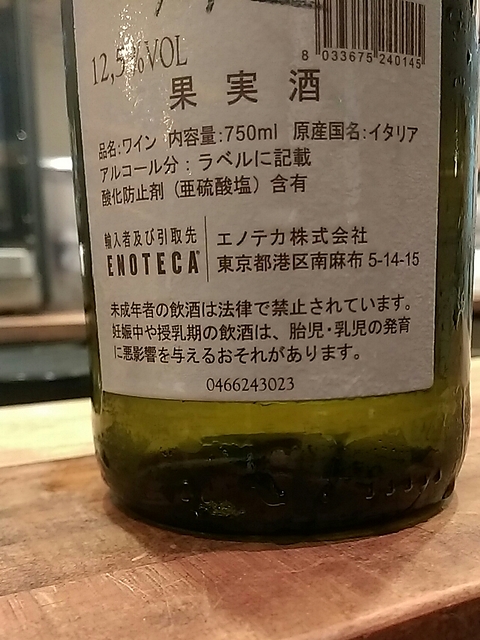 12,5%VOL
8 033675 240145
果実酒
品名:ワイン 内容量:750ml 原産国名:イタリア
アルコール分：ラベルに記載
酸化防止剤（亜硫酸塩）含有
輸入者及び引取先
ENOTECA
エノテカ株式会社
東京都港区南麻布 5-14-15
未成年者の飲酒は法律で禁止されています。
妊娠中や授乳期の飲酒は、胎児・乳児の発育
に悪影響を与えるおそれがあります。
0466243023